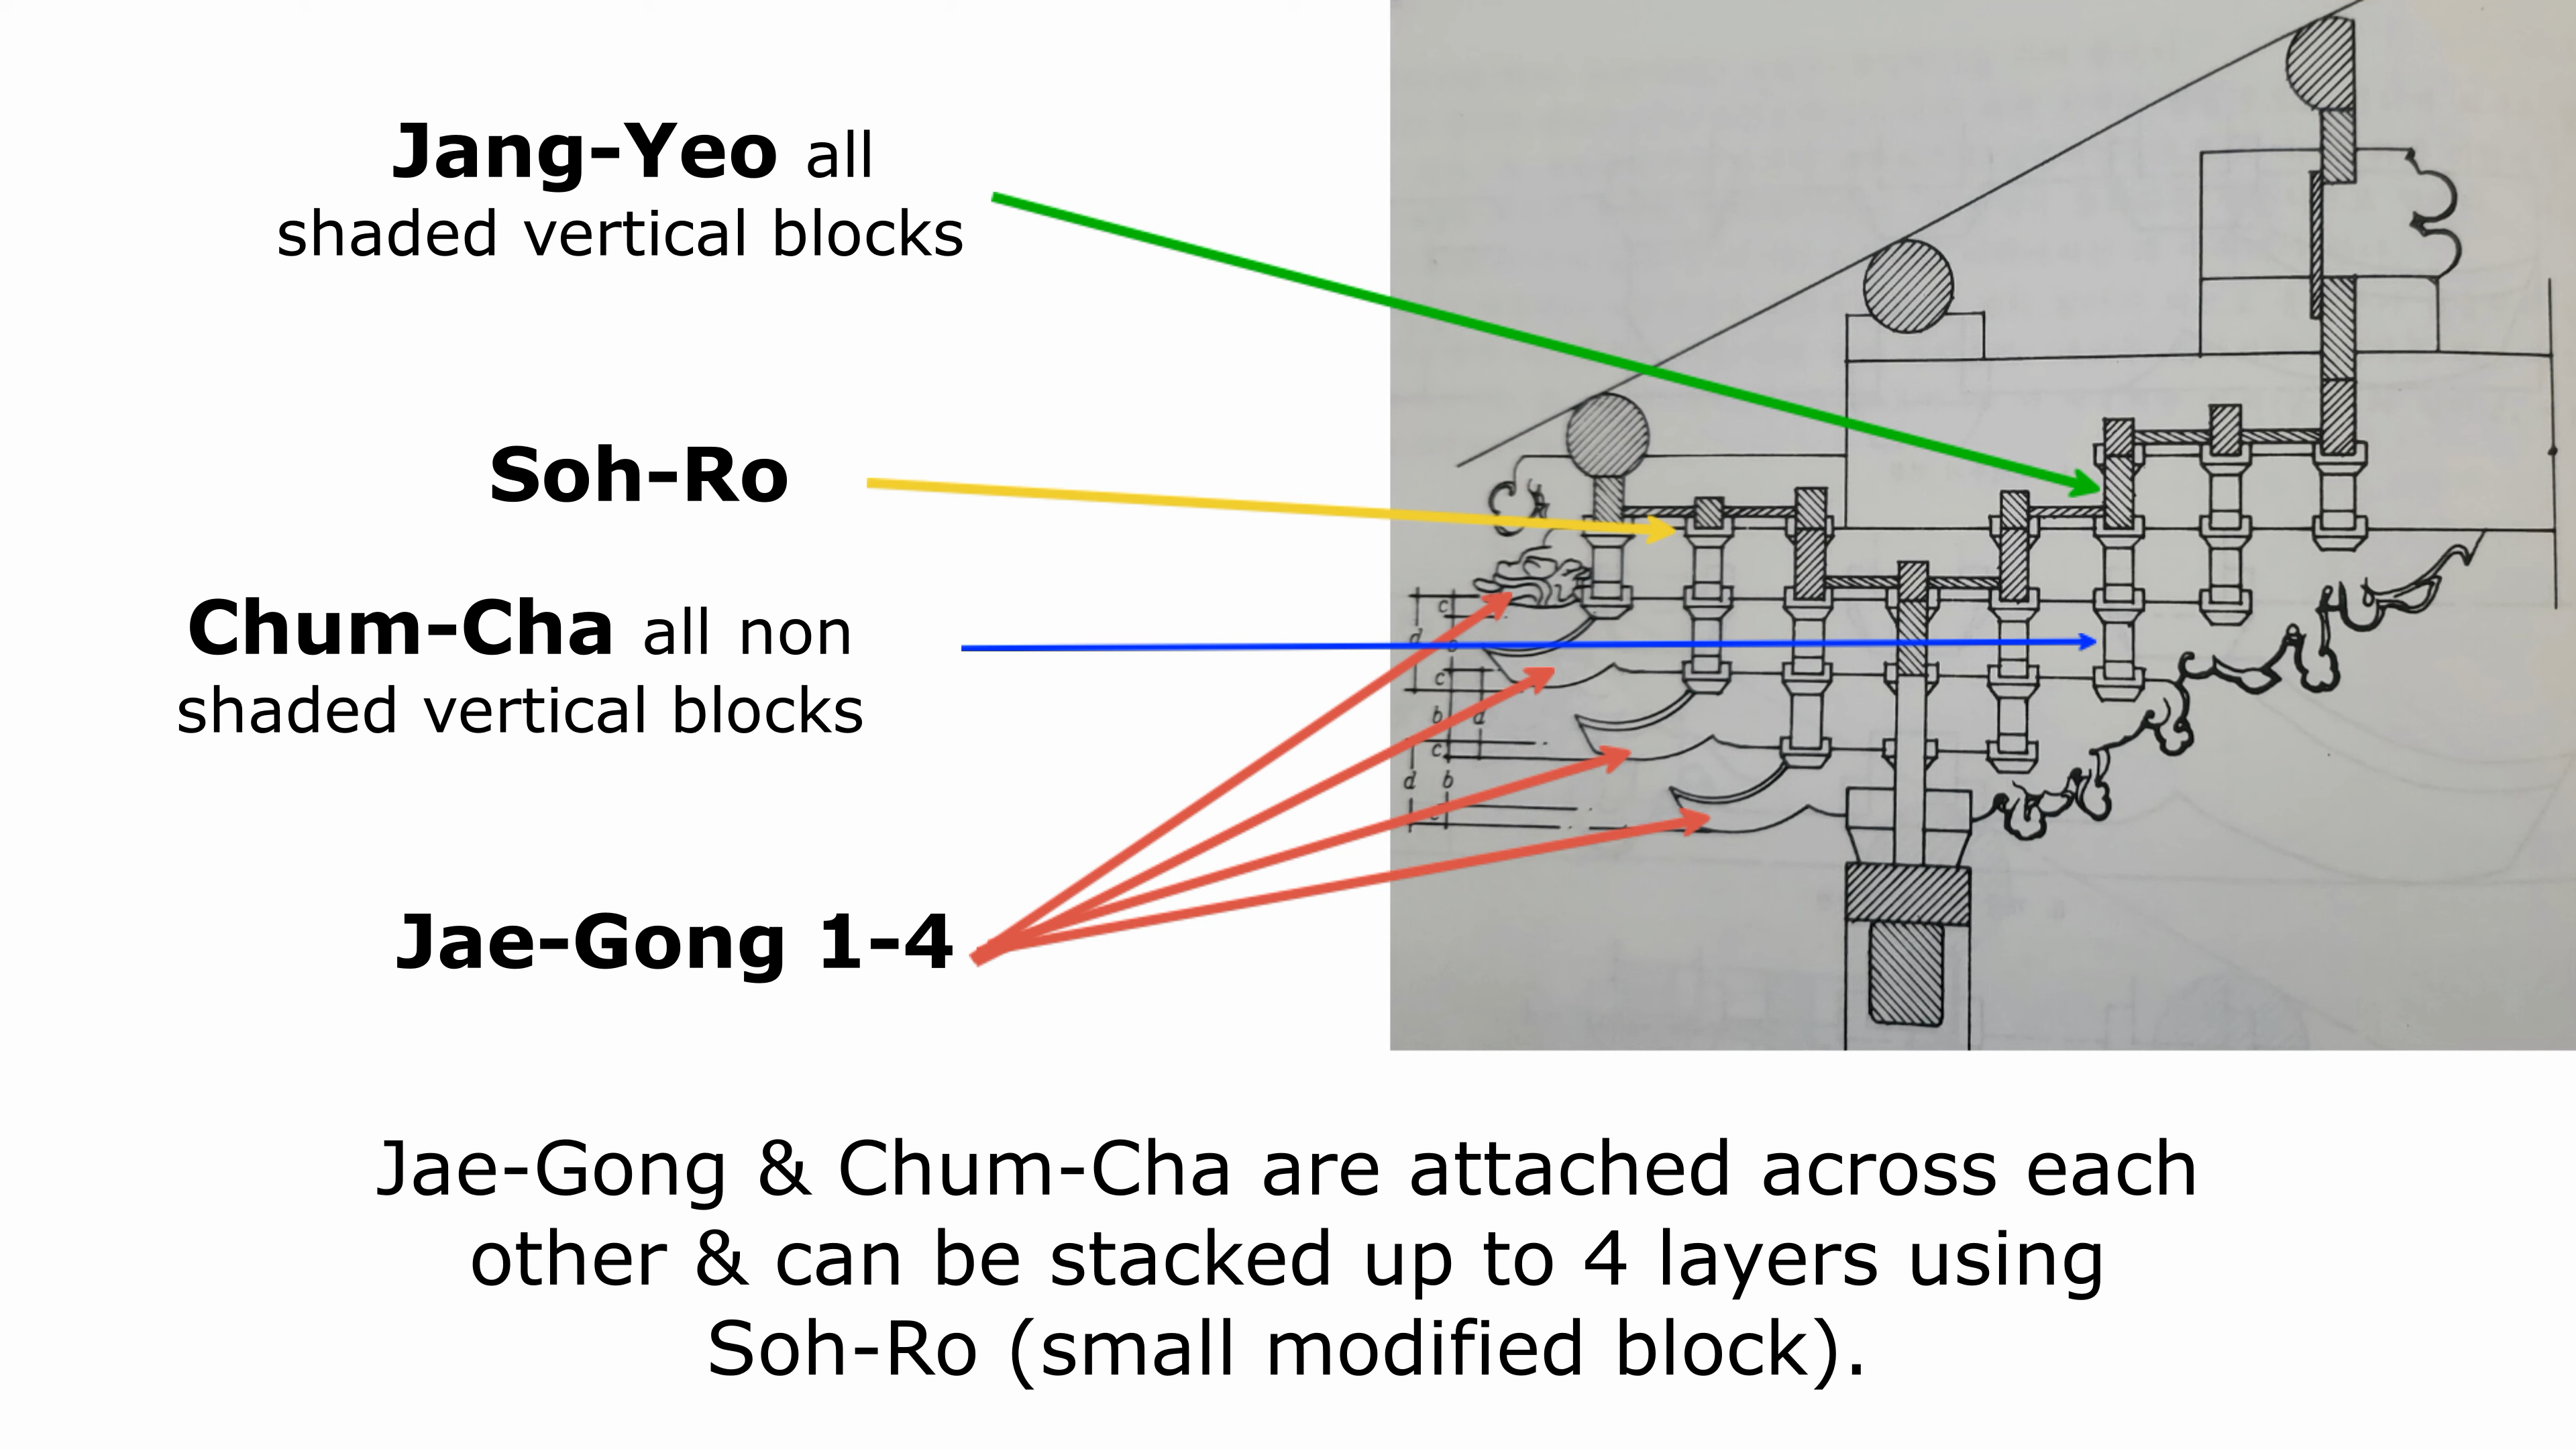 Jang-Yeo all
shaded vertical blocks
Soh-Ro
Chum-Cha all non
shaded vertical blocks
Jae-Gong 1-4
c
d
c
b
d
c
d
b
Jae-Gong & Chum-Cha are attached across each
other & can be stacked up to 4 layers using
Soh-Ro (small modified block).